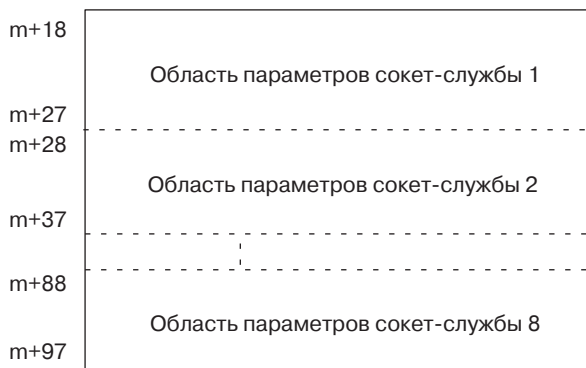 m+18
Область параметров сокет-службы 1
m+27
m+28
Область параметров сокет-службы 2
m+37
m+88
Область параметров сокет-службы 8
m+97